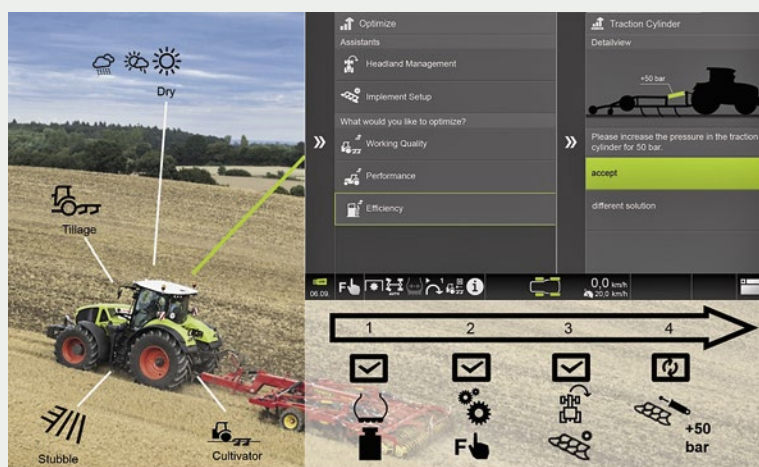 Dry
Tillage
Stubble
Cultivator
Optimize
Assistants
Headland Management
Implement Setup
What would you like to optimize?
Working Quality
Performance
Efficiency
Traction Cylinder
Detailview
+50 bar
Please increase the pressure in the traction
cylinder for 50 bar.
accept
different solution
06.09.
F
AUTO
i
0,0 km/h
20,0 km/h
1 2 3 4
F
+50
bar